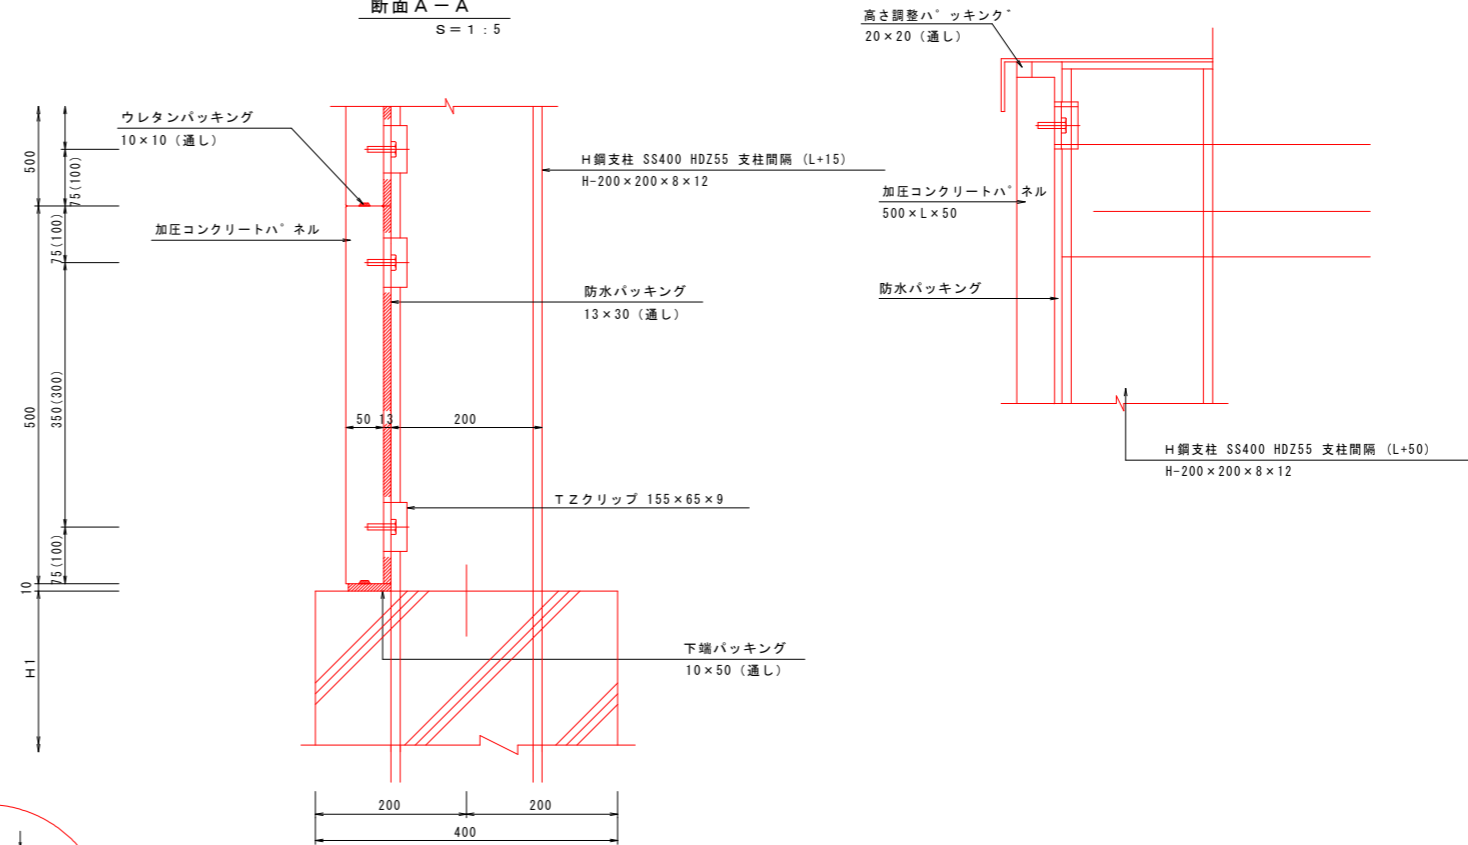 断面A－A
S＝1：5
ウレタンパッキング
10×10（通し）
加圧コンクリートパネル
H鋼支柱 SS400 HDZ55 支柱間隔 (L+15)
H-200×200×8×12
防水パッキング
13×30（通し）
50 13 200
TZクリップ 155×65×9
下端パッキング
10×50（通し）
500
75(100)
75(100)
500
350(300)
75(100)
10
H1
200 200
400
高さ調整パッキング
20×20（通し）
加圧コンクリートパネル
500×L×50
防水パッキング
H鋼支柱 SS400 HDZ55 支柱間隔 (L+50)
H-200×200×8×12